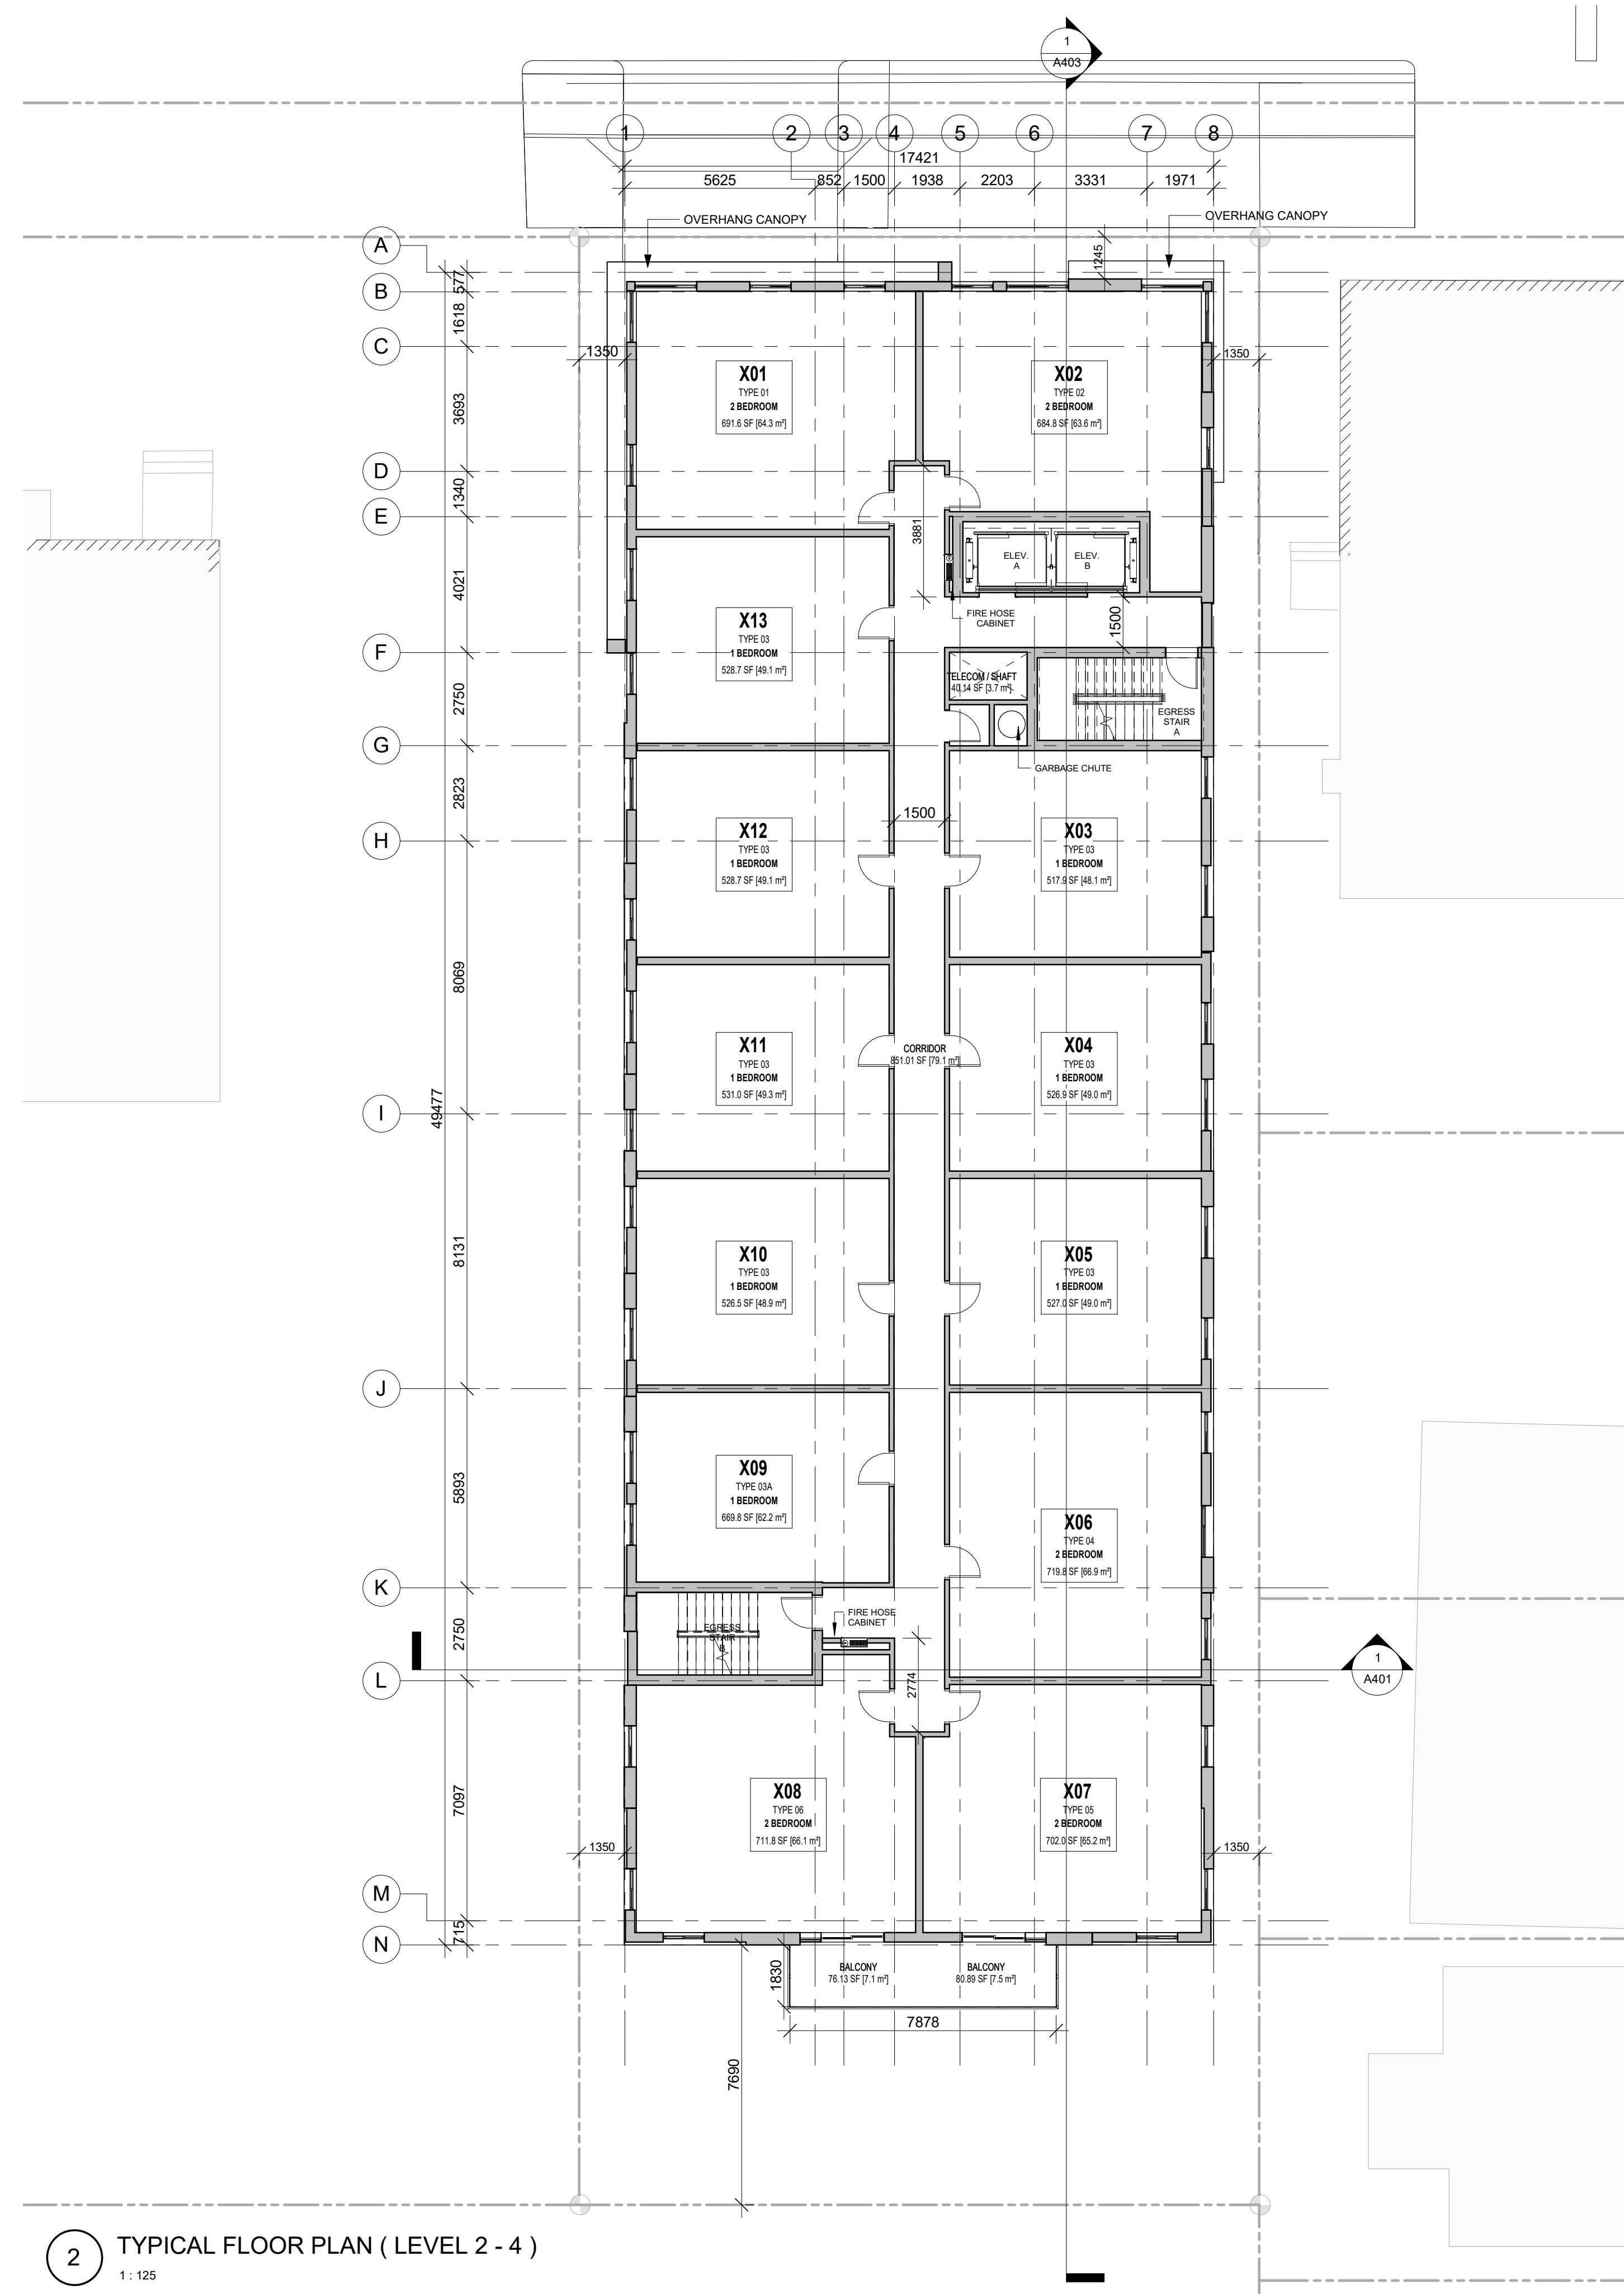 1
A403
1 2 3 4 5 6 7 8
17421
5625 852 1500 1938 2203 3331 1971
OVERHANG CANOPY
OVERHANG CANOPY
A
B
C
D
E
F
G
H
I
J
K
L
M
N
577
1618
3693
1340
4021
2750
2823
8069
8131
5893
2750
7097
715
49477
1245
1350
1350
X01
TYPE 01
2 BEDROOM
691.6 SF [64.3 m²]
X02
TYPE 02
2 BEDROOM
684.8 SF [63.6 m²]
3881
ELEV.
A
ELEV.
B
FIRE HOSE
CABINET
1500
X13
TYPE 03
1 BEDROOM
528.7 SF [49.1 m²]
TELECOM / SHAFT
40.14 SF [3.7 m²]
EGRESS
STAIR
A
GARBAGE CHUTE
1500
X12
TYPE 03
1 BEDROOM
528.7 SF [49.1 m²]
X03
TYPE 03
1 BEDROOM
517.9 SF [48.1 m²]
X11
TYPE 03
1 BEDROOM
531.0 SF [49.3 m²]
CORRIDOR
851.01 SF [79.1 m²]
X04
TYPE 03
1 BEDROOM
526.9 SF [49.0 m²]
X10
TYPE 03
1 BEDROOM
526.5 SF [48.9 m²]
X05
TYPE 03
1 BEDROOM
527.0 SF [49.0 m²]
X09
TYPE 03A
1 BEDROOM
669.8 SF [62.2 m²]
X06
TYPE 04
2 BEDROOM
719.8 SF [66.9 m²]
EGRESS
STAIR
B
FIRE HOSE
CABINET
2774
1
A401
X08
TYPE 06
2 BEDROOM
711.8 SF [66.1 m²]
X07
TYPE 05
2 BEDROOM
702.0 SF [65.2 m²]
1350
1350
BALCONY
76.13 SF [7.1 m²]
BALCONY
80.89 SF [7.5 m²]
1830
7878
7690
2
TYPICAL FLOOR PLAN ( LEVEL 2 - 4 )
1 : 125